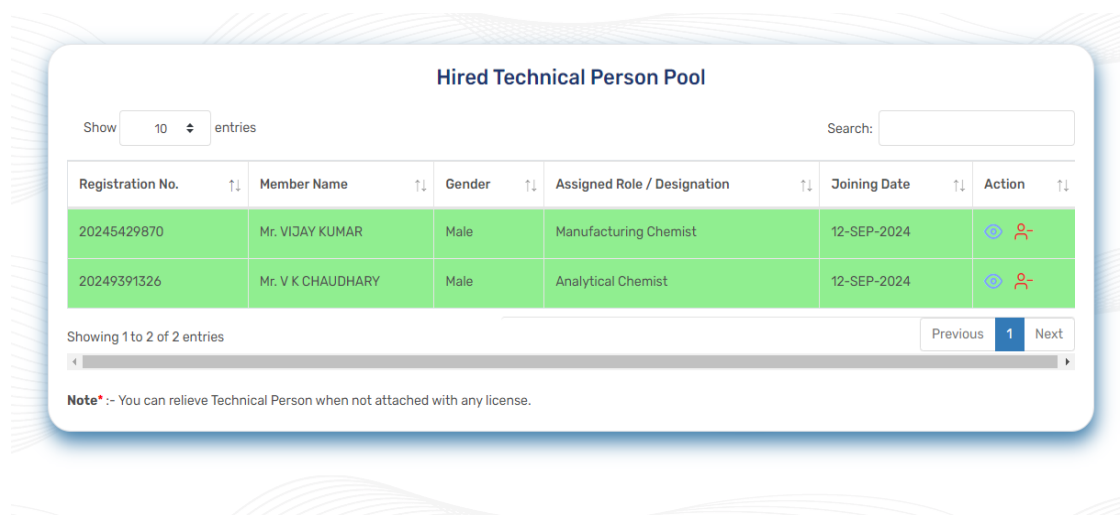 Hired Technical Person Pool
Show 10 entries Search:
Registration No. Member Name Gender Assigned Role / Designation Joining Date Action
20245429870 Mr. VIJAY KUMAR Male Manufacturing Chemist 12-SEP-2024
20249391326 Mr. V K CHAUDHARY Male Analytical Chemist 12-SEP-2024
Showing 1 to 2 of 2 entries Previous 1 Next
Note* :- You can relieve Technical Person when not attached with any license.